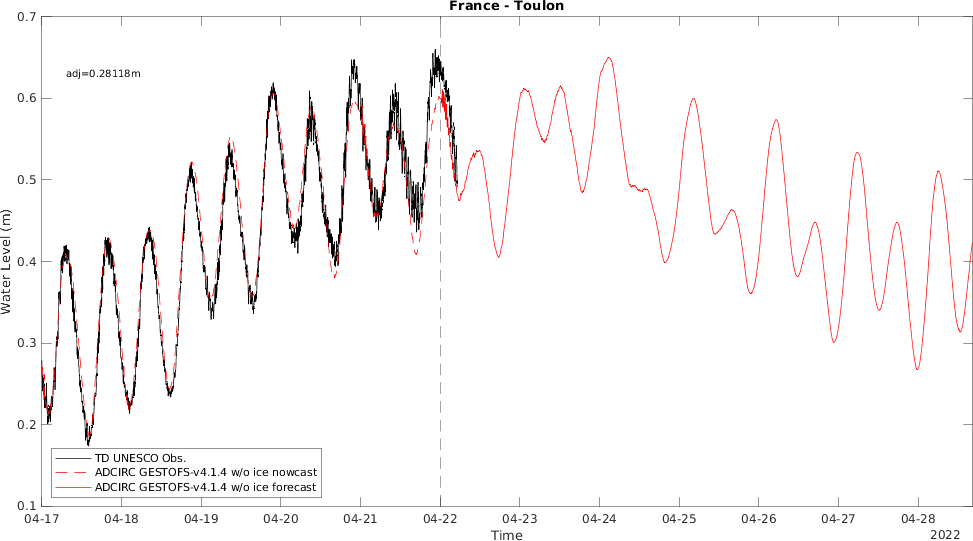 France - Toulon
0.7
adj=0.28118m
0.6
0.5
0.4
0.3
0.2
0.1
Water Level (m)
TD UNESCO Obs.
ADCIRC GESTOFS-v4.1.4 w/o ice nowcast
ADCIRC GESTOFS-v4.1.4 w/o ice forecast
04-17 04-18 04-19 04-20 04-21 04-22 04-23 04-24 04-25 04-26 04-27 04-28
Time
2022